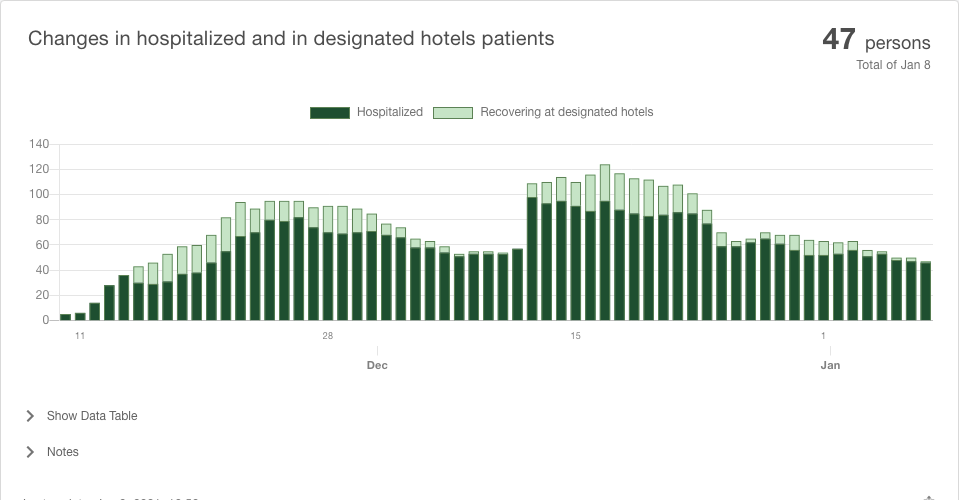 Changes in hospitalized and in designated hotels patients
47 persons
Total of Jan 8
Hospitalized
Recovering at designated hotels
140
120
100
80
60
40
20
0
11 28 15 1
Dec Jan
Show Data Table
Notes